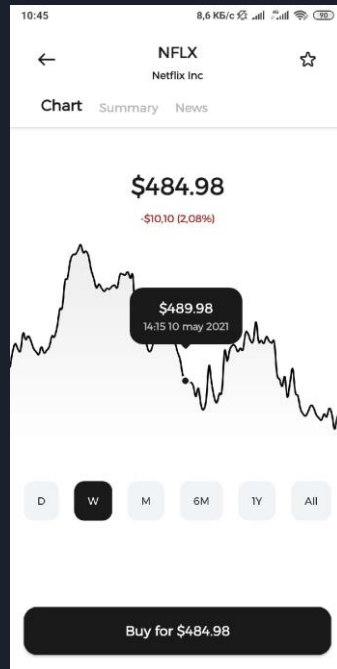 10:45 8,6 КБ/с 90
NFLX
Netflix Inc
Chart Summary News
$484.98
-$10,10 (2,08%)
$489.98
14:15 10 may 2021
D W M 6M 1Y All
Buy for $484.98